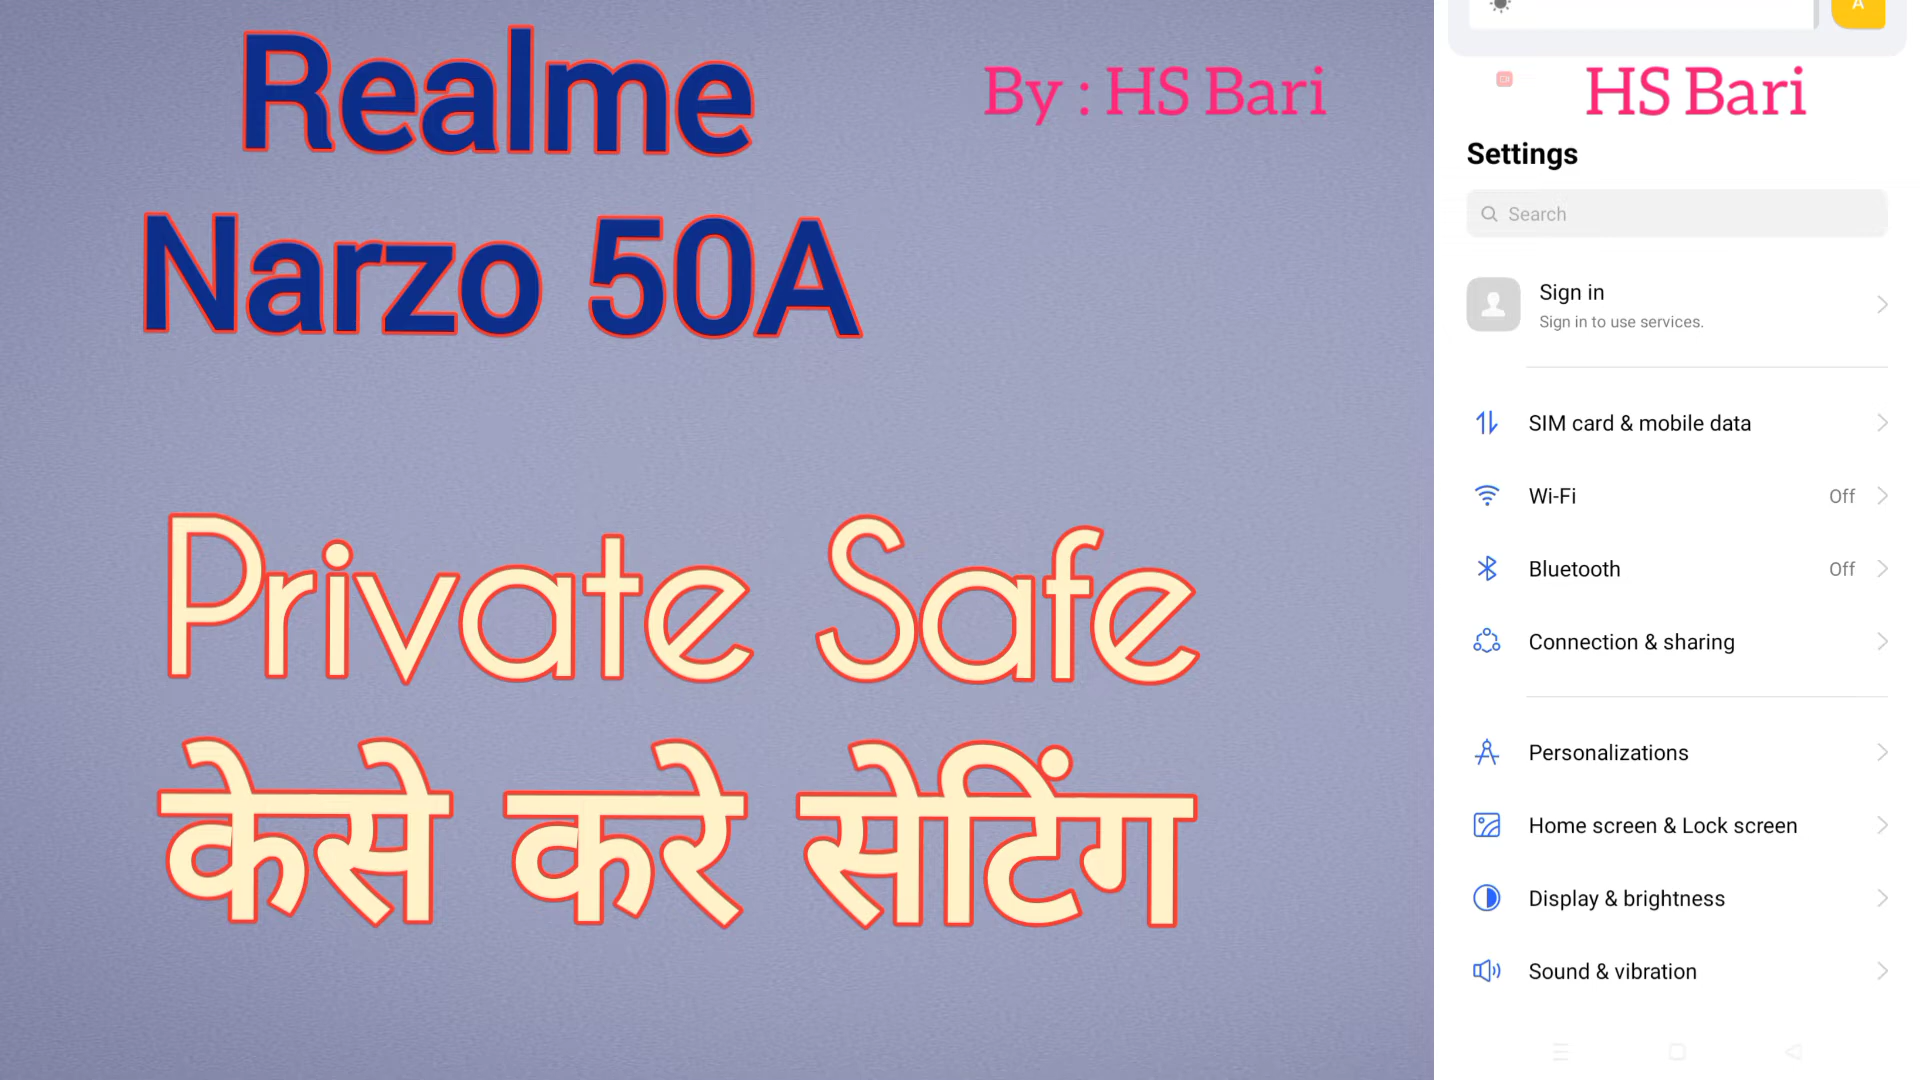 Realme
Narzo 50A
By : HS Bari
Private Safe
केसे करे सेटिंग
A
HS Bari
Settings
Search
Sign in
Sign in to use services.
SIM card & mobile data
Wi-Fi Off
Bluetooth Off
Connection & sharing
Personalizations
Home screen & Lock screen
Display & brightness
Sound & vibration